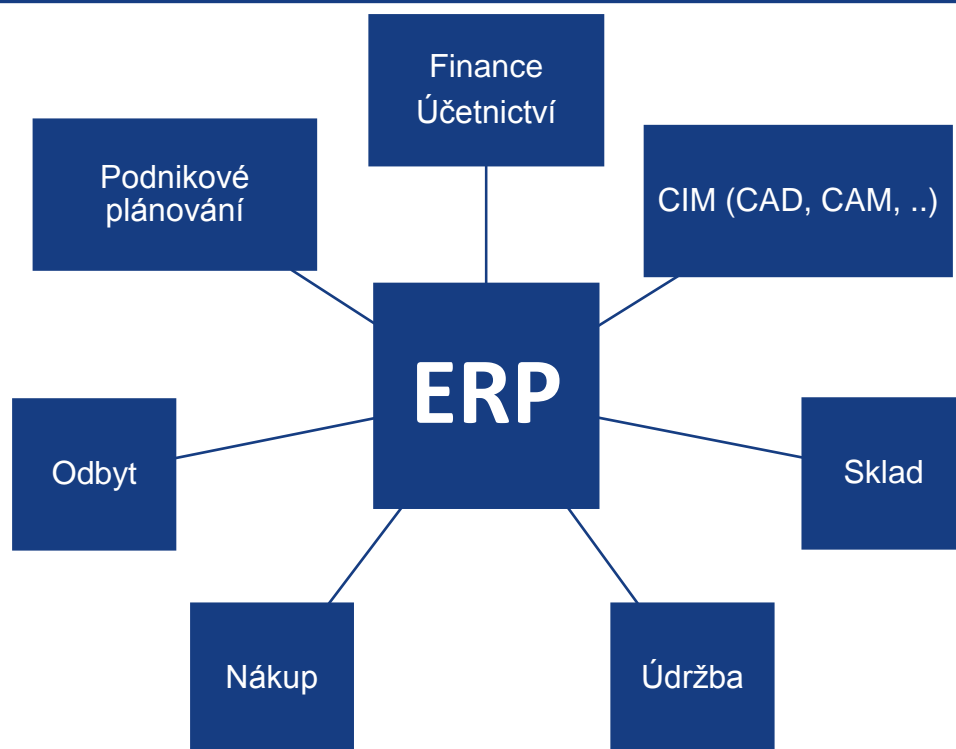 Finance
Účetnictví
Podnikové
plánování
CIM (CAD, CAM, ..)
ERP
Odbyt
Sklad
Nákup
Údržba